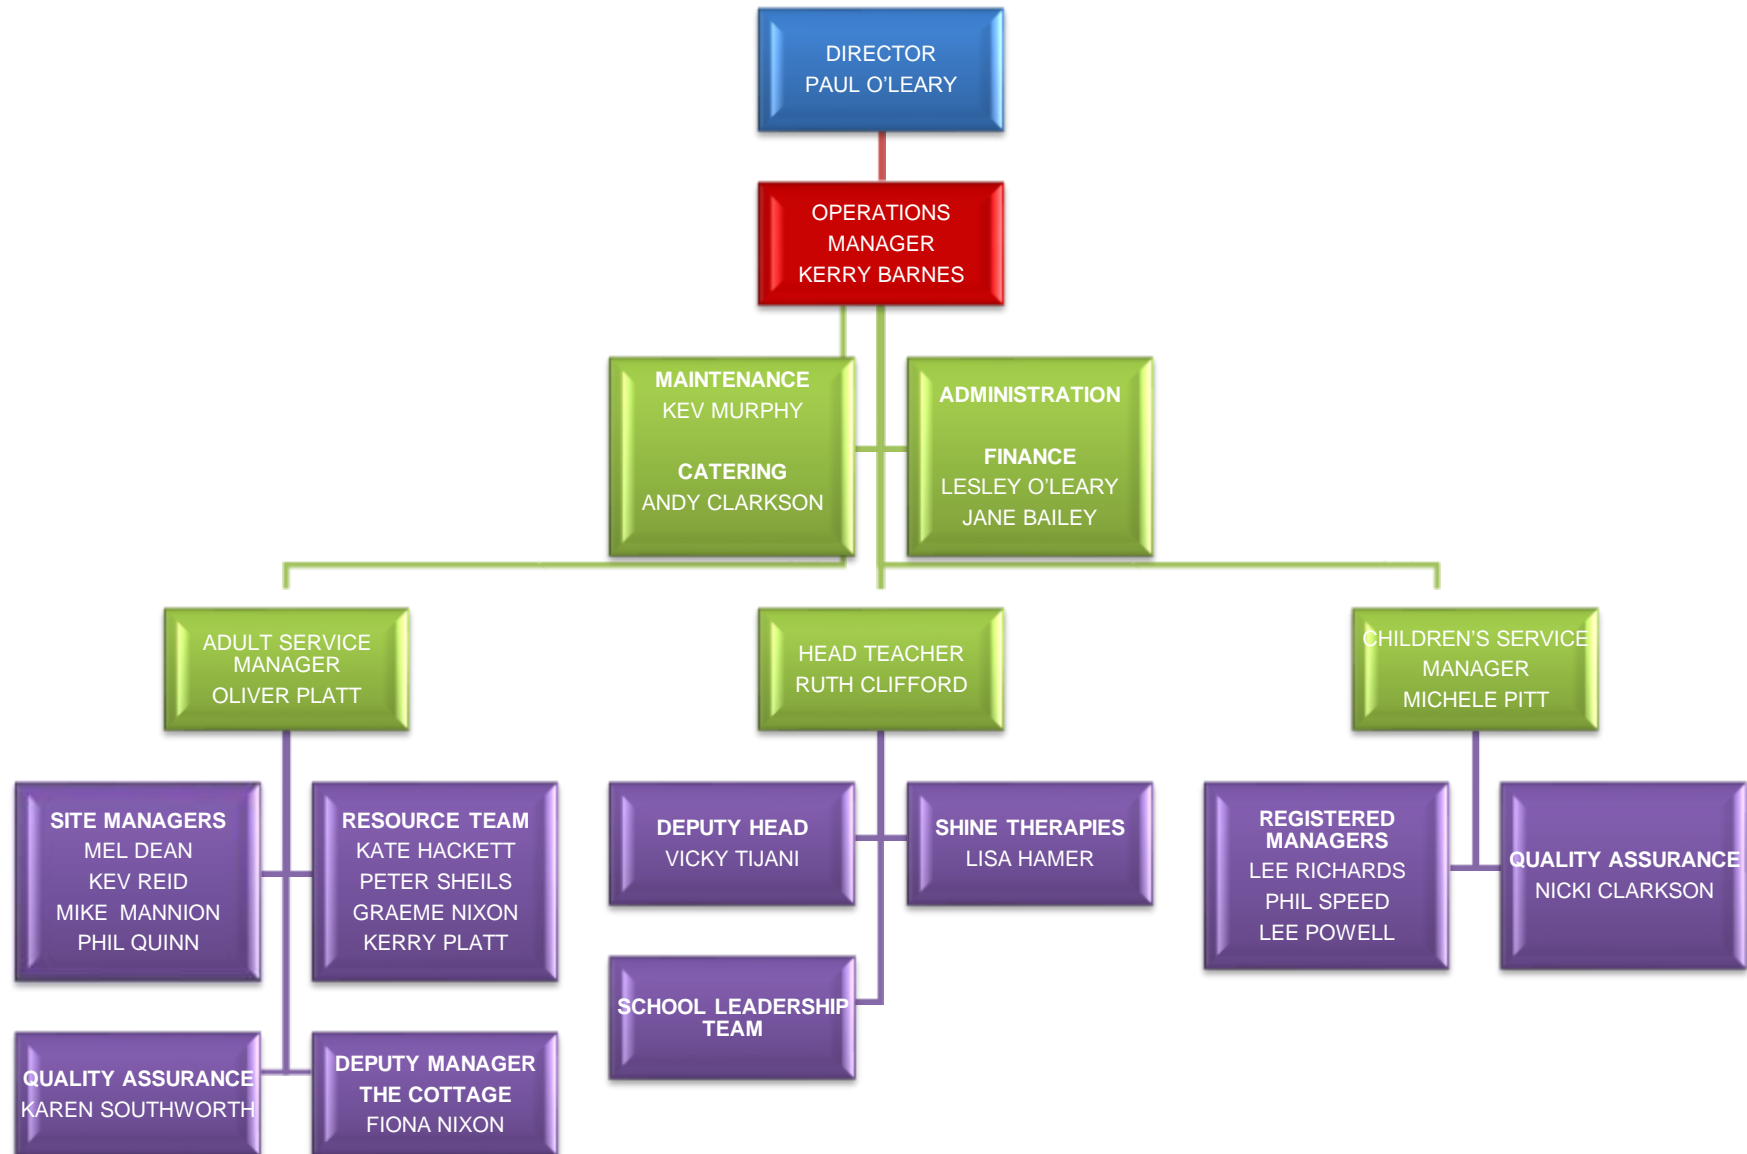 DIRECTOR
PAUL O’LEARY
OPERATIONS
MANAGER
KERRY BARNES
MAINTENANCE
KEV MURPHY
CATERING
ANDY CLARKSON
ADMINISTRATION
FINANCE
LESLEY O’LEARY
JANE BAILEY
ADULT SERVICE
MANAGER
OLIVER PLATT
HEAD TEACHER
RUTH CLIFFORD
CHILDREN’S SERVICE
MANAGER
MICHELE PITT
SITE MANAGERS
MEL DEAN
KEV REID
MIKE MANNION
PHIL QUINN
RESOURCE TEAM
KATE HACKETT
PETER SHEILS
GRAEME NIXON
KERRY PLATT
DEPUTY HEAD
VICKY TIJANI
SHINE THERAPIES
LISA HAMER
REGISTERED
MANAGERS
LEE RICHARDS
PHIL SPEED
LEE POWELL
QUALITY ASSURANCE
NICKI CLARKSON
QUALITY ASSURANCE
KAREN SOUTHWORTH
DEPUTY MANAGER
THE COTTAGE
FIONA NIXON
SCHOOL LEADERSHIP
TEAM